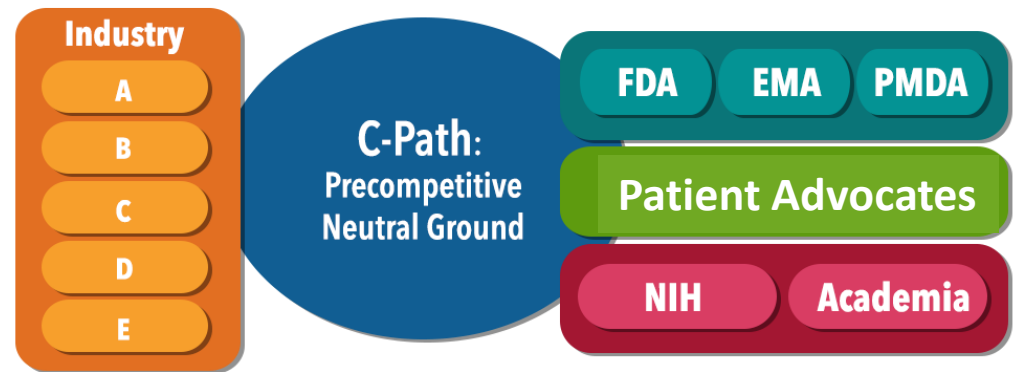 Industry
A
B
C
D
E
C-Path:
Precompetitive
Neutral Ground
FDA EMA PMDA
Patient Advocates
NIH Academia